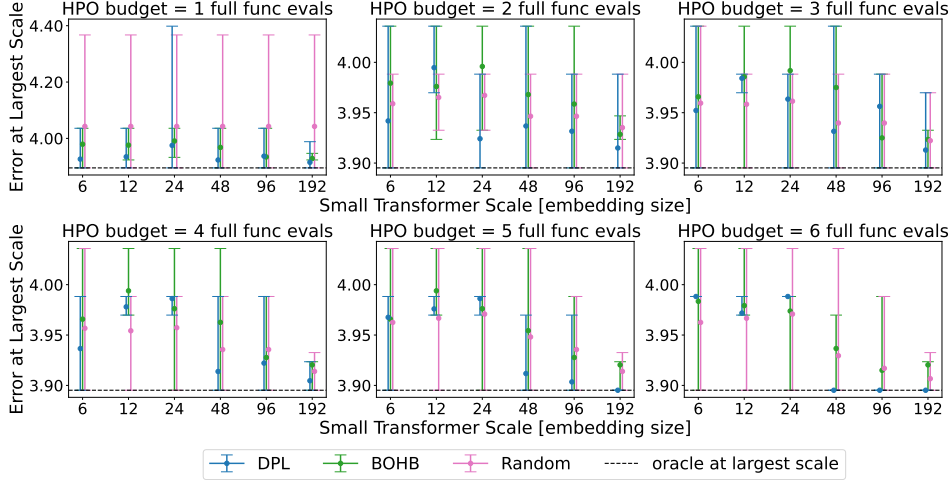 HPO budget = 1 full func evals
HPO budget = 2 full func evals
HPO budget = 3 full func evals
Error at Largest Scale
4.40
4.20
4.00
4.00
3.95
3.90
4.00
3.95
3.90
6 12 24 48 96 192
6 12 24 48 96 192
6 12 24 48 96 192
Small Transformer Scale [embedding size]
HPO budget = 4 full func evals
HPO budget = 5 full func evals
HPO budget = 6 full func evals
Error at Largest Scale
4.00
3.95
3.90
4.00
3.95
3.90
4.00
3.95
3.90
6 12 24 48 96 192
6 12 24 48 96 192
6 12 24 48 96 192
Small Transformer Scale [embedding size]
DPL BOHB Random oracle at largest scale